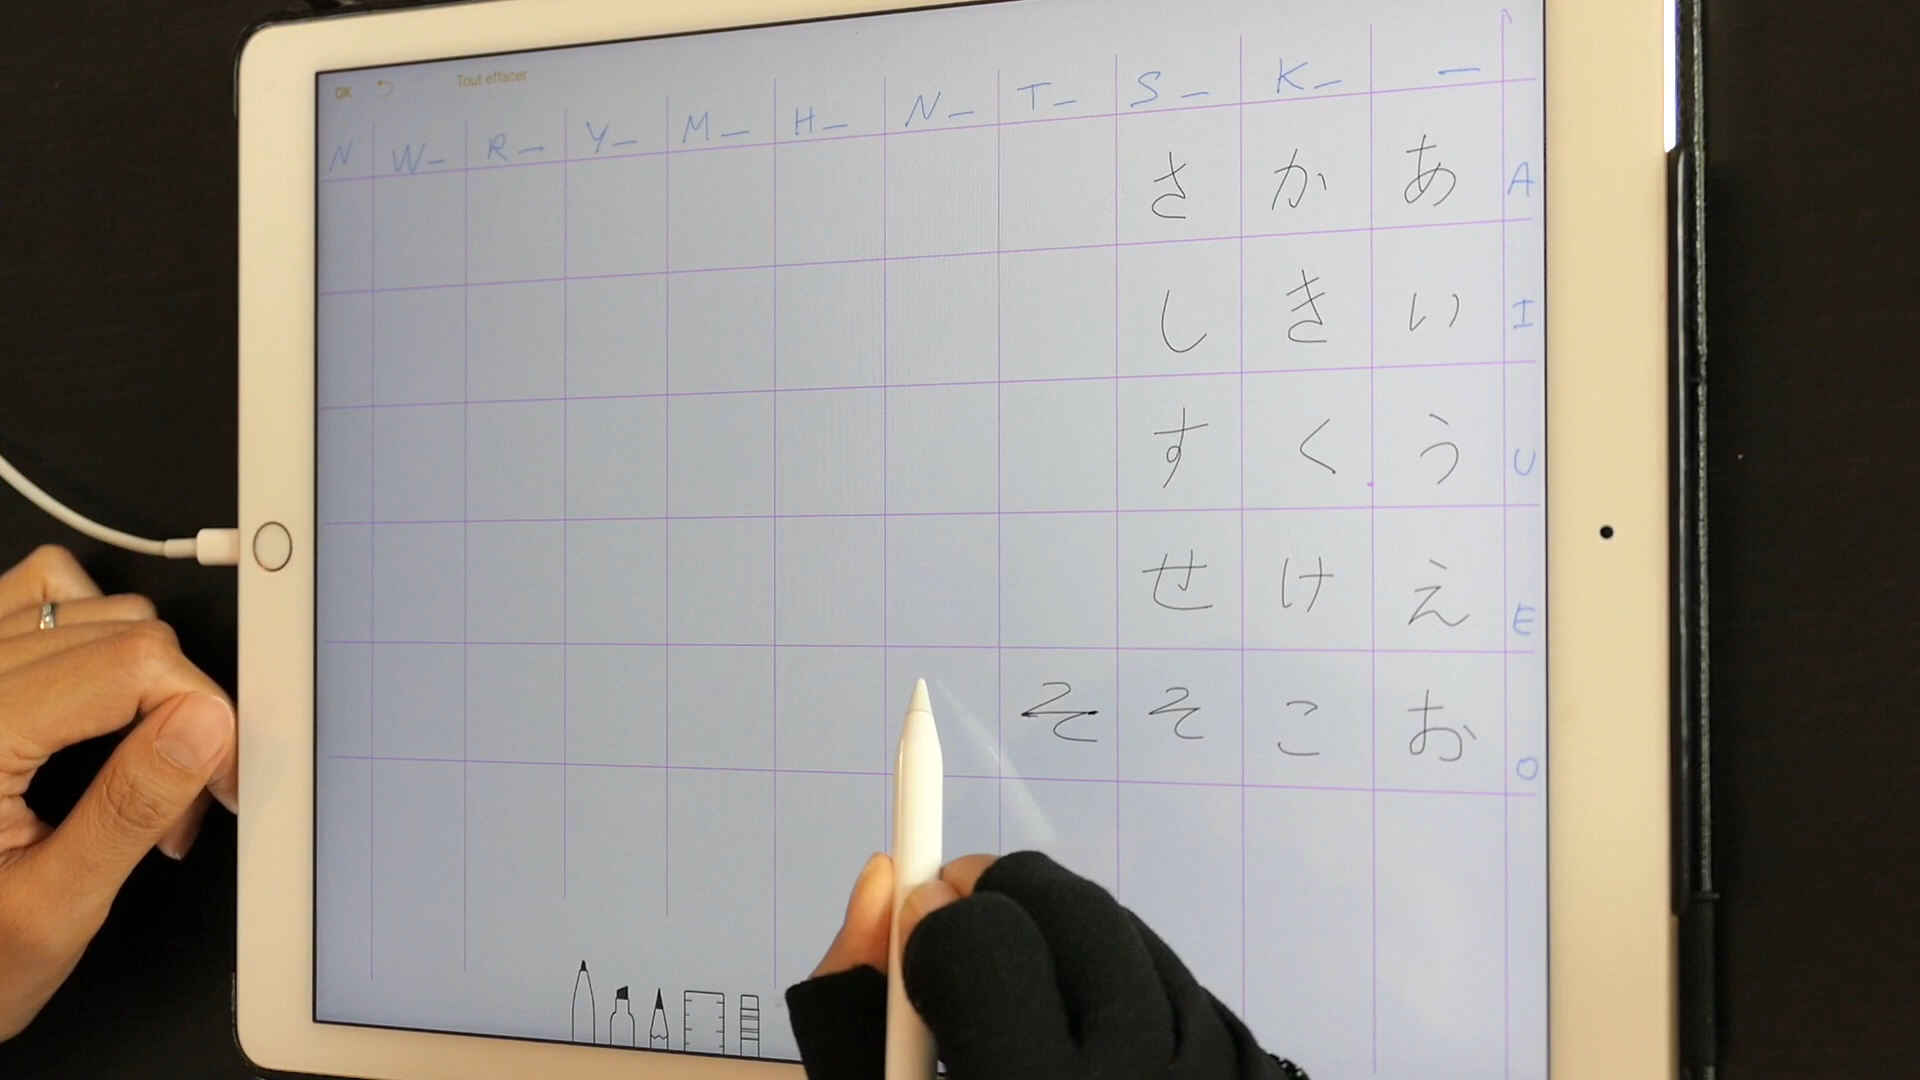 OK Tout effacer
N W_ R_ Y_ M_ H_ N_ T_ S_ K_ _
さ か あ A
し き い I
す く う U
せ け え E
そ そ こ お O